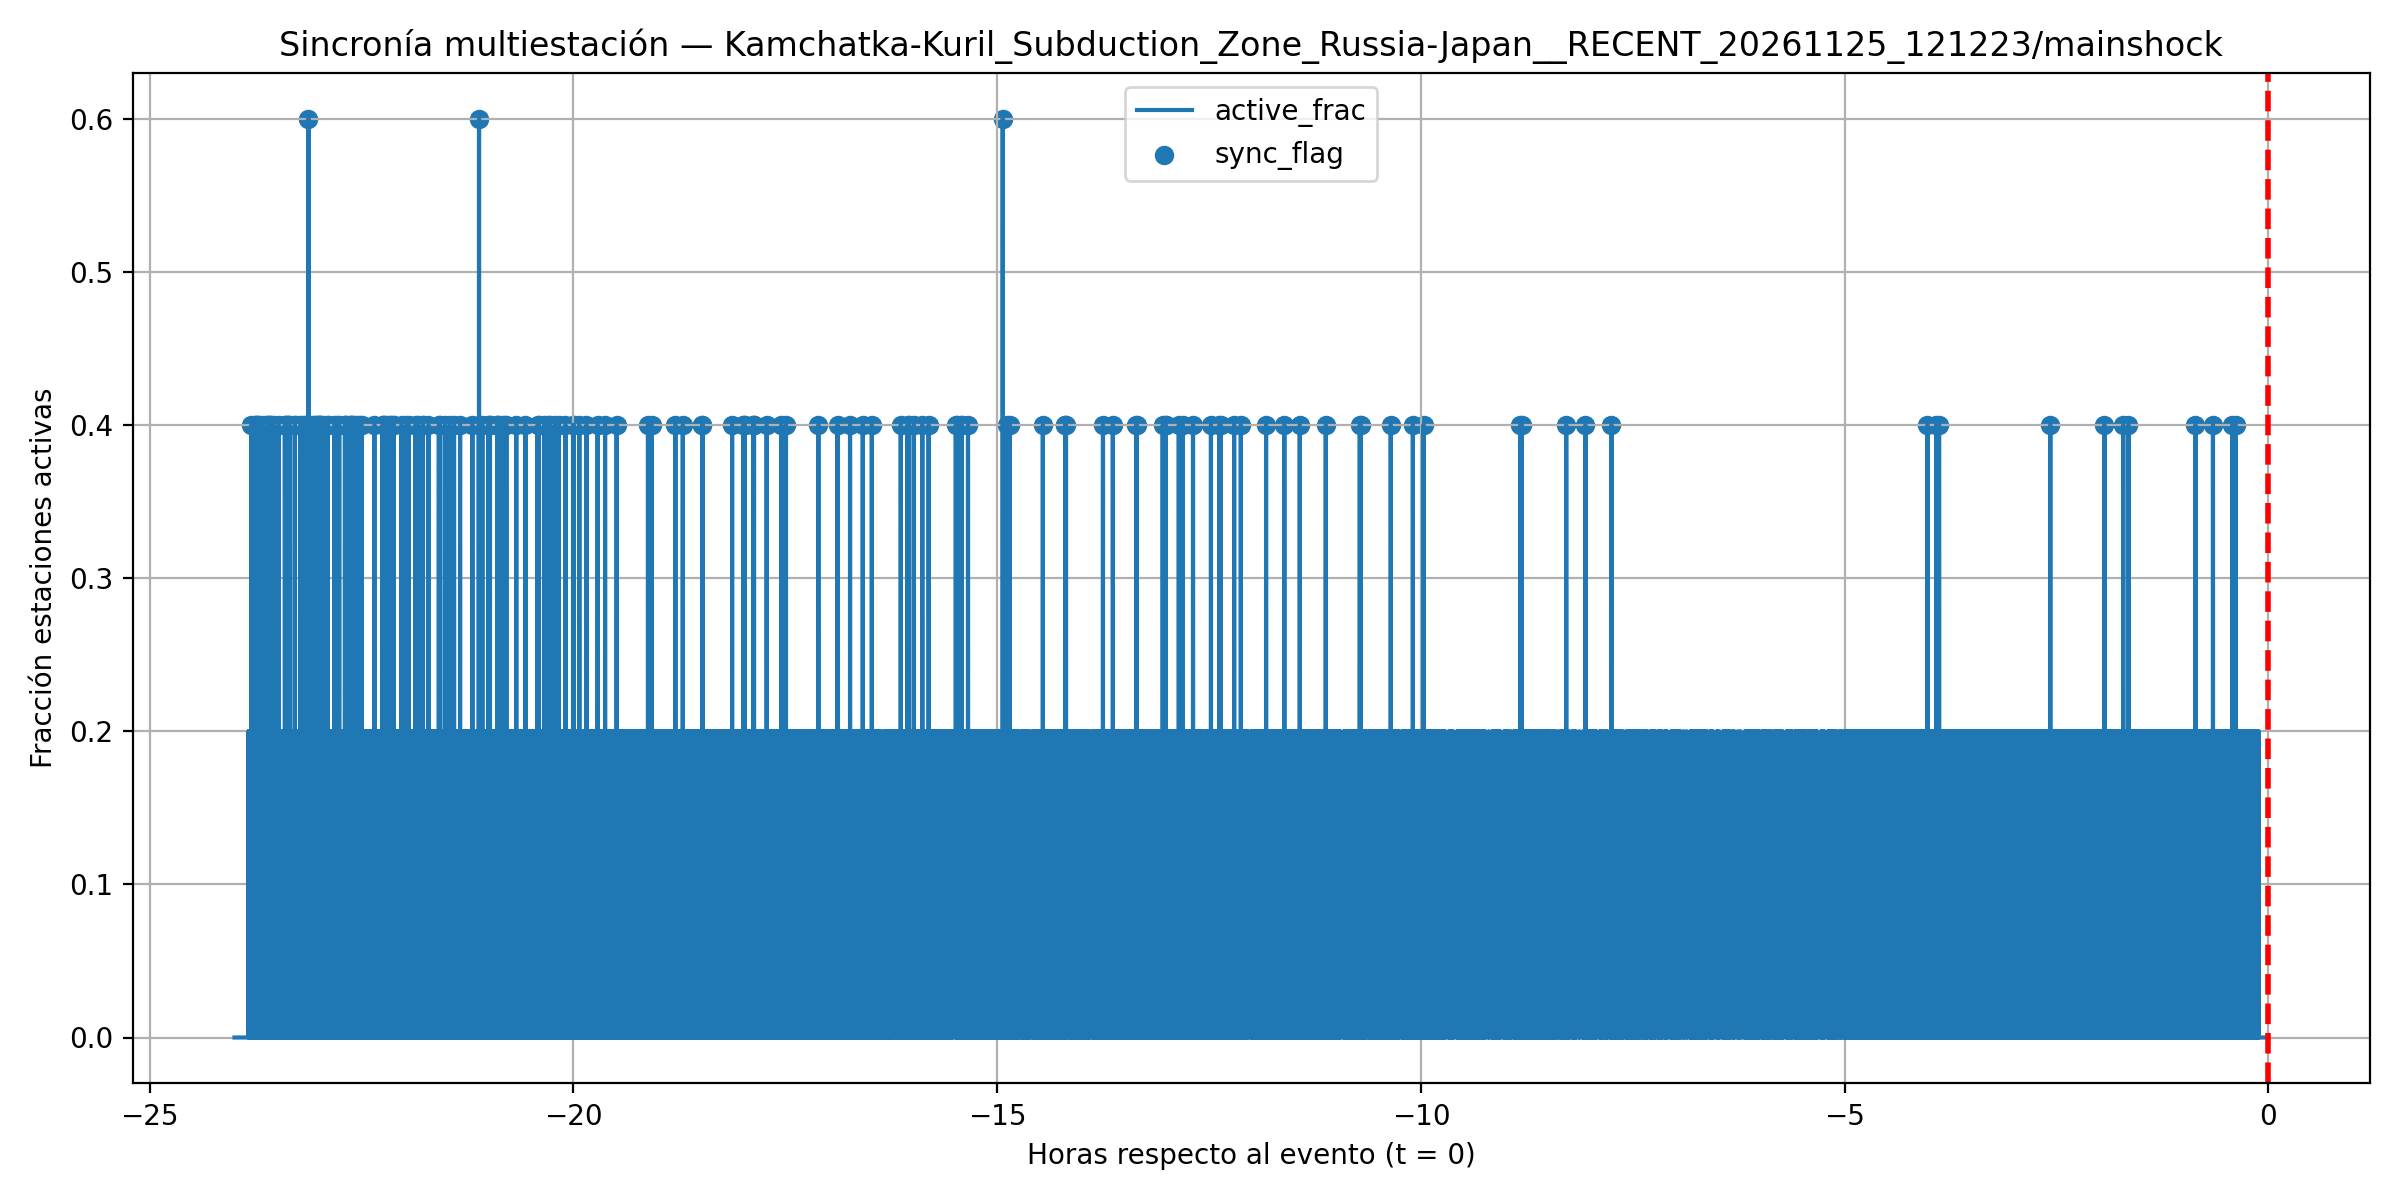 Sincronía multiestación — Kamchatka-Kuril_Subduction_Zone_Russia-Japan__RECENT_20261125_121223/mainshock
active_frac
sync_flag
Fracción estaciones activas
0.6
0.5
0.4
0.3
0.2
0.1
0.0
−25
−20
−15
−10
−5
0
Horas respecto al evento (t = 0)